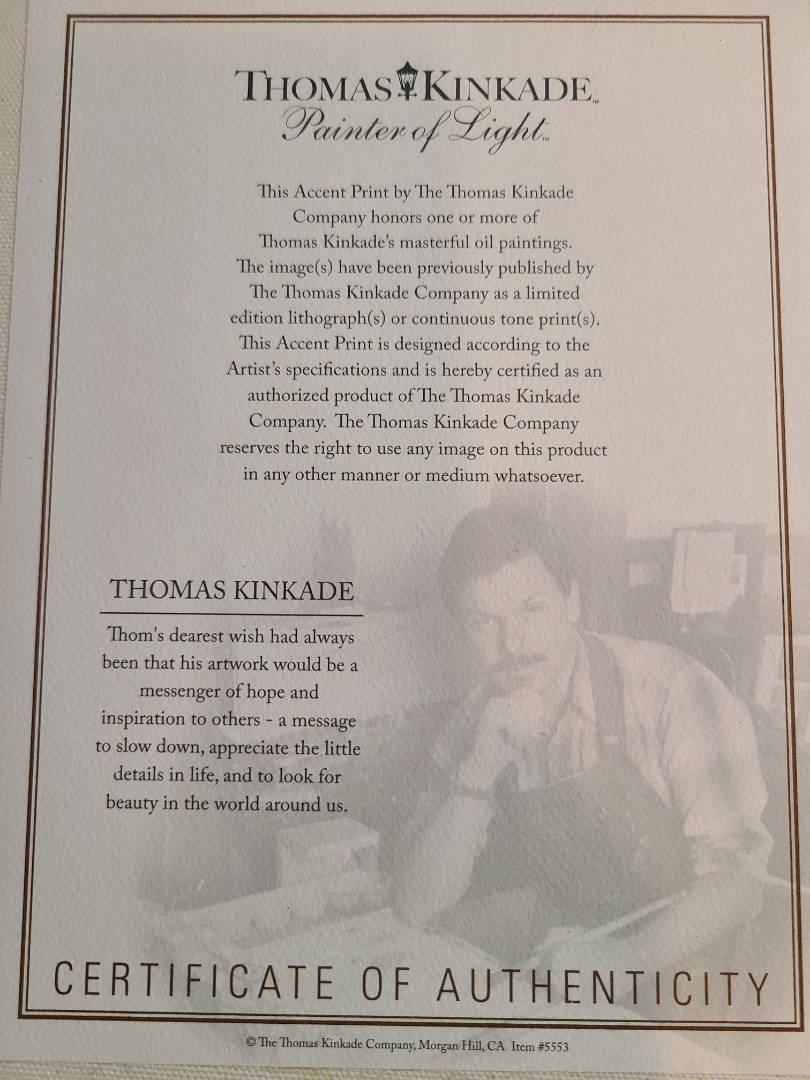 THOMAS KINKADE™
Painter of Light™
This Accent Print by The Thomas Kinkade
Company honors one or more of
Thomas Kinkade's masterful oil paintings.
The image(s) have been previously published by
The Thomas Kinkade Company as a limited
edition lithograph(s) or continuous tone print(s).
This Accent Print is designed according to the
Artist's specifications and is hereby certified as an
authorized product of The Thomas Kinkade
Company. The Thomas Kinkade Company
reserves the right to use any image on this product
in any other manner or medium whatsoever.
THOMAS KINKADE
Thom's dearest wish had always
been that his artwork would be a
messenger of hope and
inspiration to others - a message
to slow down, appreciate the little
details in life, and to look for
beauty in the world around us.
CERTIFICATE OF AUTHENTICITY
© The Thomas Kinkade Company, Morgan Hill, CA Item #5553